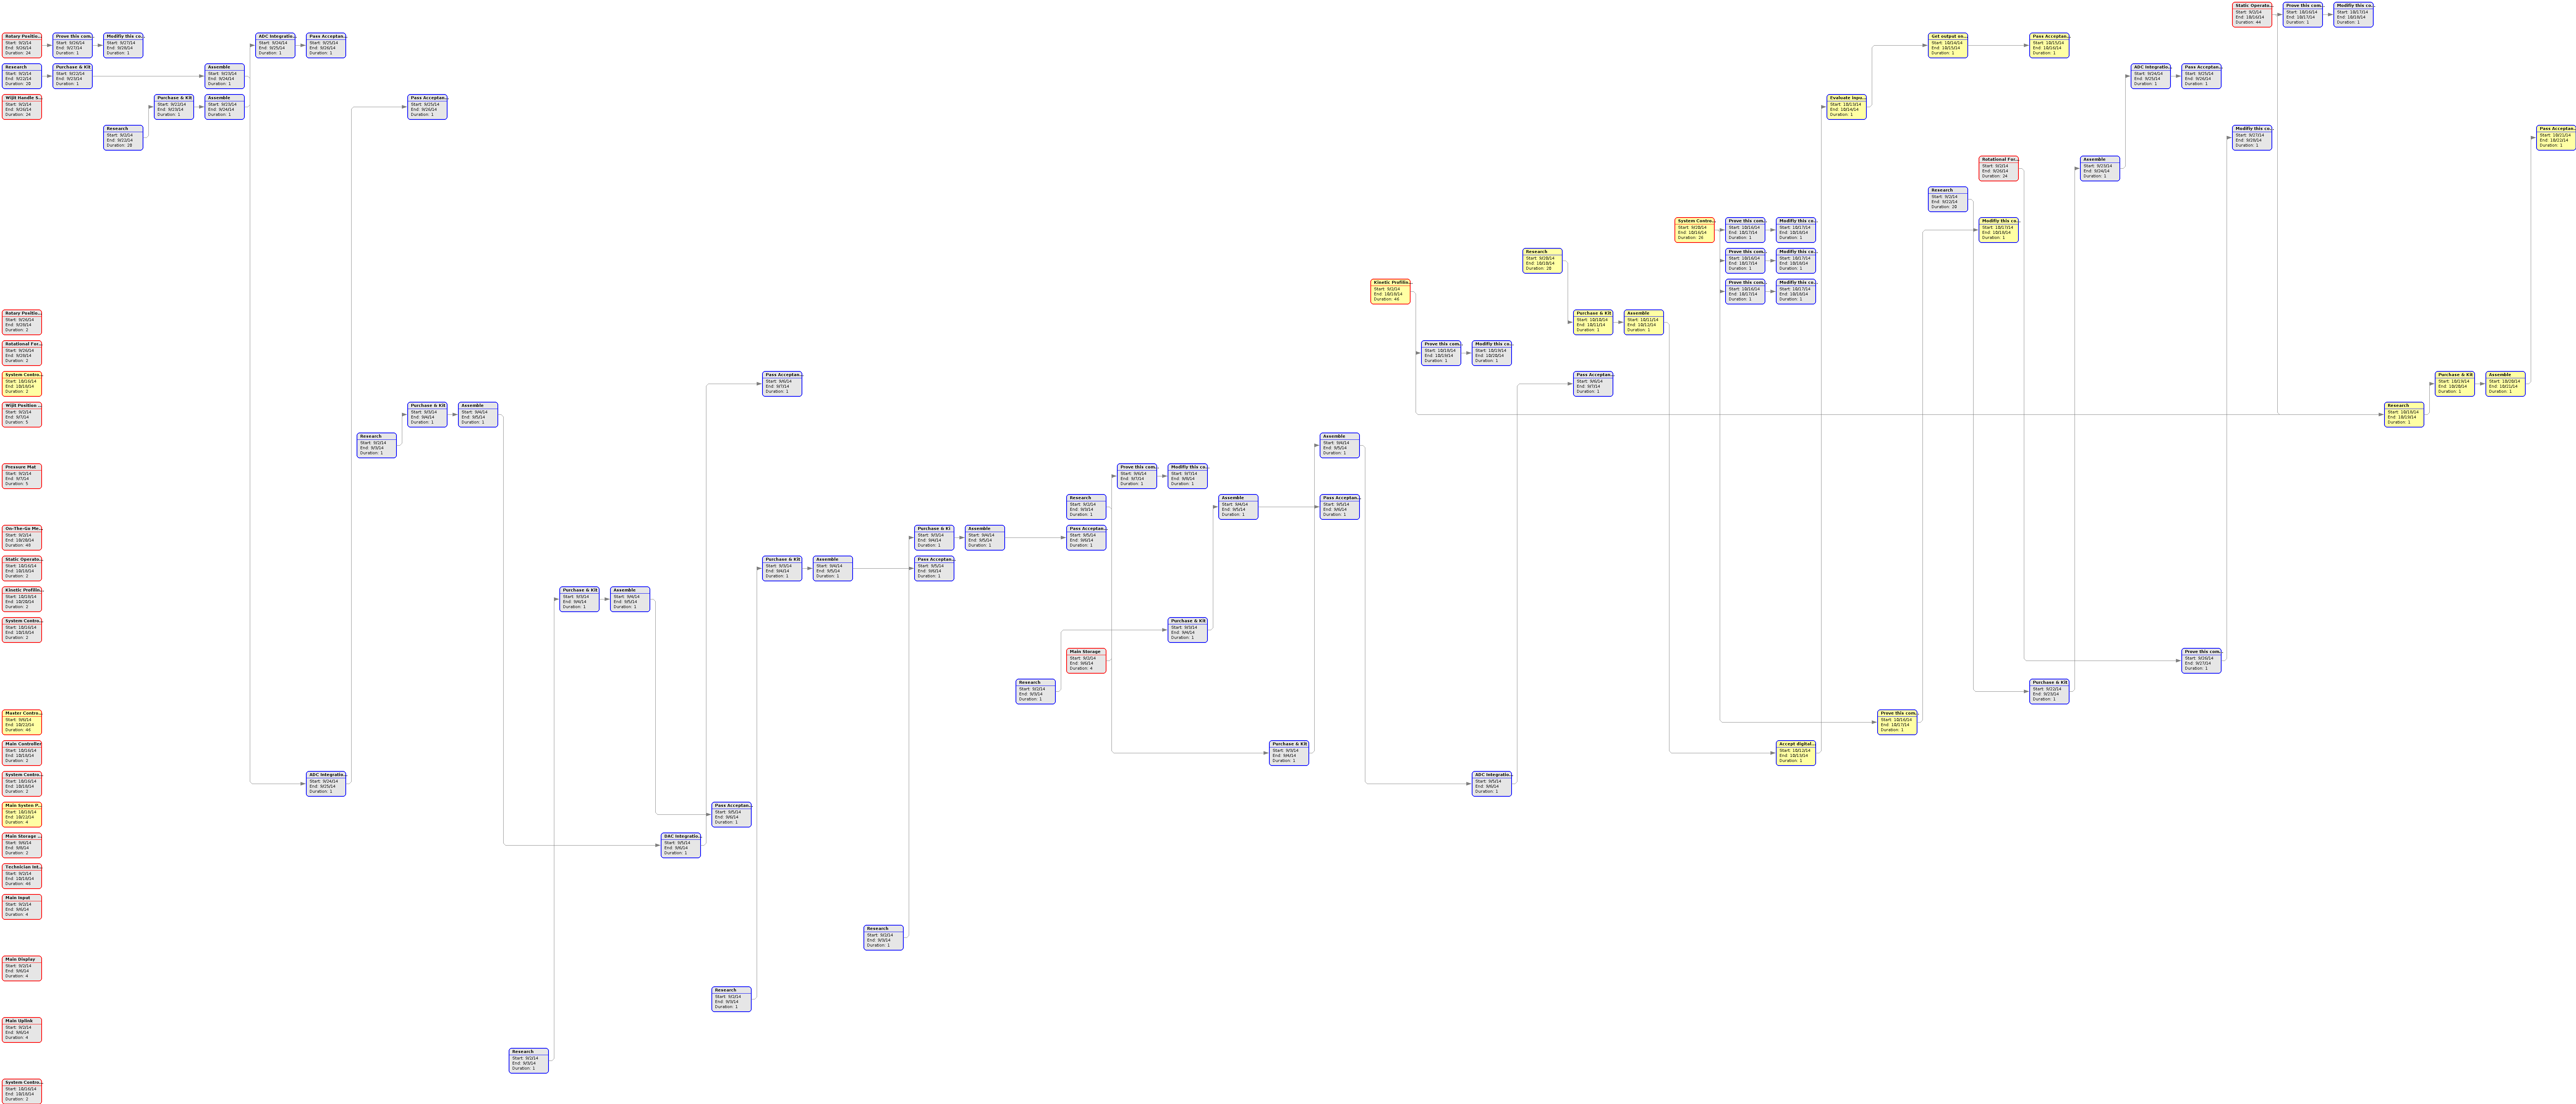 Static Operato...
Start: 9/2/14
End: 10/16/14
Duration: 44
Prove this com...
Start: 10/16/14
End: 10/17/14
Duration: 1
Modifiy this co...
Start: 10/17/14
End: 10/18/14
Duration: 1
Rotary Positio...
Start: 9/2/14
End: 9/26/14
Duration: 24
Prove this com...
Start: 9/26/14
End: 9/27/14
Duration: 1
Modifiy this co...
Start: 9/27/14
End: 9/28/14
Duration: 1
ADC Integratio...
Start: 9/24/14
End: 9/25/14
Duration: 1
Pass Acceptan...
Start: 9/25/14
End: 9/26/14
Duration: 1
Get output on...
Start: 10/14/14
End: 10/15/14
Duration: 1
Pass Acceptan...
Start: 10/15/14
End: 10/16/14
Duration: 1
Research
Start: 9/2/14
End: 9/22/14
Duration: 20
Purchase & Kit
Start: 9/22/14
End: 9/23/14
Duration: 1
Assemble
Start: 9/23/14
End: 9/24/14
Duration: 1
ADC Integratio...
Start: 9/24/14
End: 9/25/14
Duration: 1
Pass Acceptan...
Start: 9/25/14
End: 9/26/14
Duration: 1
Start: 9/2/14
End: 9/26/14
Duration: 24
Purchase & Kit
Start: 9/22/14
End: 9/23/14
Duration: 1
Assemble
Start: 9/23/14
End: 9/24/14
Duration: 1
Pass Acceptan...
Start: 9/25/14
End: 9/26/14
Duration: 1
Evaluate inpu...
Start: 10/13/14
End: 10/14/14
Duration: 1
Research
Start: 9/2/14
End: 9/22/14
Duration: 20
Modifiy this co...
Start: 9/27/14
End: 9/28/14
Duration: 1
Pass Acceptan...
Start: 10/21/14
End: 10/22/14
Duration: 1
Rotational For...
Start: 9/2/14
End: 9/26/14
Duration: 24
Assemble
Start: 9/23/14
End: 9/24/14
Duration: 1
Research
Start: 9/2/14
End: 9/22/14
Duration: 20
System Contro...
Prove this com...
Start: 10/16/14
End: 10/17/14
Duration: 1
Modifiy this co...
Start: 10/17/14
End: 10/18/14
Duration: 1
Modifiy this co...
Start: 10/17/14
End: 10/18/14
Duration: 1
Research
Duration: 20
Prove this com...
Start: 10/16/14
End: 10/17/14
Duration: 1
Modifiy this co...
Start: 10/17/14
End: 10/18/14
Duration: 1
Kinetic Profilin...
Start: 9/2/14
End: 10/18/14
Duration: 46
Prove this com...
Start: 10/16/14
End: 10/17/14
Duration: 1
Modifiy this co...
Start: 10/17/14
End: 10/18/14
Duration: 1
Rotary Positio...
Start: 9/26/14
End: 9/28/14
Duration: 2
Purchase & Kit
Start: 10/10/14
End: 10/11/14
Duration: 1
Assemble
Start: 10/11/14
End: 10/12/14
Duration: 1
Rotational For...
Start: 9/26/14
End: 9/28/14
Duration: 2
Prove this com...
Start: 10/18/14
End: 10/19/14
Duration: 1
Modifiy this co...
Start: 10/19/14
End: 10/20/14
Duration: 1
System Contro...
Start: 10/16/14
End: 10/18/14
Duration: 2
Pass Acceptan...
Start: 9/6/14
End: 9/7/14
Duration: 1
Pass Acceptan...
Start: 9/6/14
End: 9/7/14
Duration: 1
Purchase & Kit
Start: 10/19/14
End: 10/20/14
Duration: 1
Assemble
Start: 10/20/14
End: 10/21/14
Duration: 1
Start: 9/2/14
End: 9/7/14
Duration: 5
Purchase & Kit
Start: 9/3/14
End: 9/4/14
Duration: 1
Assemble
Start: 9/4/14
End: 9/5/14
Duration: 1
Research
Start: 10/18/14
End: 10/19/14
Duration: 1
Research
Start: 9/2/14
End: 9/3/14
Duration: 1
Assemble
Start: 9/4/14
End: 9/5/14
Duration: 1
Pressure Mat
Start: 9/2/14
End: 9/7/14
Duration: 5
Prove this com...
Start: 9/6/14
End: 9/7/14
Duration: 1
Modifiy this co...
Start: 9/7/14
End: 9/8/14
Duration: 1
Research
Start: 9/2/14
End: 9/3/14
Duration: 1
Assemble
Start: 9/4/14
End: 9/5/14
Duration: 1
Pass Acceptan...
Start: 9/5/14
End: 9/6/14
Duration: 1
On-The-Go Me...
Start: 9/2/14
End: 10/20/14
Duration: 48
Purchase & Ki
Start: 9/3/14
End: 9/4/14
Duration: 1
Assemble
Start: 9/4/14
End: 9/5/14
Duration: 1
Pass Acceptan...
Start: 9/5/14
End: 9/6/14
Duration: 1
Static Operato...
Start: 10/16/14
End: 10/18/14
Duration: 2
Purchase & Kit
Start: 9/3/14
End: 9/4/14
Duration: 1
Assemble
Start: 9/4/14
End: 9/5/14
Duration: 1
Pass Acceptan...
Start: 9/5/14
End: 9/6/14
Duration: 1
Kinetic Profilin...
Start: 10/18/14
End: 10/20/14
Duration: 2
Purchase & Kit
Start: 9/3/14
End: 9/4/14
Duration: 1
Assemble
Start: 9/4/14
End: 9/5/14
Duration: 1
System Contro...
Start: 10/16/14
End: 10/18/14
Duration: 2
Purchase & Kit
Start: 9/3/14
End: 9/4/14
Duration: 1
Main Storage
Start: 9/2/14
End: 9/6/14
Duration: 4
Prove this com...
Start: 9/26/14
End: 9/27/14
Duration: 1
Research
Start: 9/2/14
End: 9/3/14
Duration: 1
Purchase & Kit
Start: 9/22/14
End: 9/23/14
Duration: 1
Master Contro...
Start: 9/6/14
End: 10/22/14
Duration: 46
Prove this com...
Start: 10/16/14
End: 10/17/14
Duration: 1
Main Controller
Start: 10/16/14
End: 10/18/14
Duration: 2
Purchase & Kit
Start: 9/3/14
End: 9/4/14
Duration: 1
Accept digital...
Start: 10/12/14
End: 10/13/14
Duration: 1
System Contro...
Start: 10/16/14
End: 10/18/14
Duration: 2
ADC Integratio...
Start: 9/24/14
End: 9/25/14
Duration: 1
ADC Integratio...
Start: 9/5/14
End: 9/6/14
Duration: 1
Main System P...
Start: 10/18/14
End: 10/22/14
Duration: 4
Pass Acceptan...
Start: 9/5/14
End: 9/6/14
Duration: 1
Main Storage ...
Start: 9/6/14
End: 9/8/14
Duration: 2
DAC Integratio...
Start: 9/5/14
End: 9/6/14
Duration: 1
Technician Int...
Start: 9/2/14
End: 10/18/14
Duration: 46
Main Input
Start: 9/2/14
End: 9/6/14
Duration: 4
Research
Start: 9/2/14
End: 9/3/14
Duration: 1
Main Display
Start: 9/2/14
End: 9/6/14
Duration: 4
Research
Start: 9/2/14
End: 9/3/14
Duration: 1
Main Uplink
Start: 9/2/14
End: 9/6/14
Duration: 4
Research
Start: 9/2/14
End: 9/3/14
Duration: 1
System Contro...
Start: 10/16/14
End: 10/18/14
Duration: 2